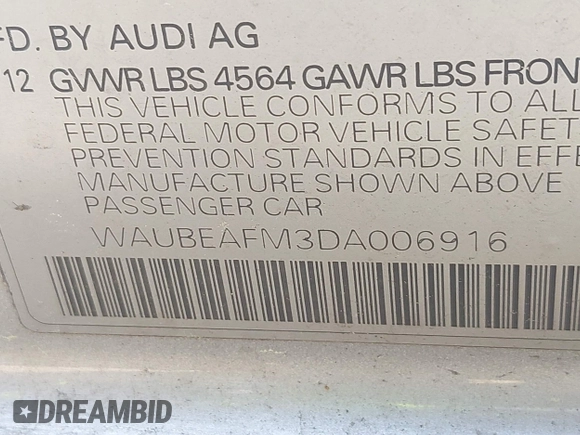 FD. BY AUDI AG
12 GVWR LBS 4564 GAWR LBS FRON
THIS VEHICLE CONFORMS TO ALL
FEDERAL MOTOR VEHICLE SAFET
PREVENTION STANDARDS IN EFFE
MANUFACTURE SHOWN ABOVE
PASSENGER CAR
WAUBEAFM3DA006916
DREAMBID